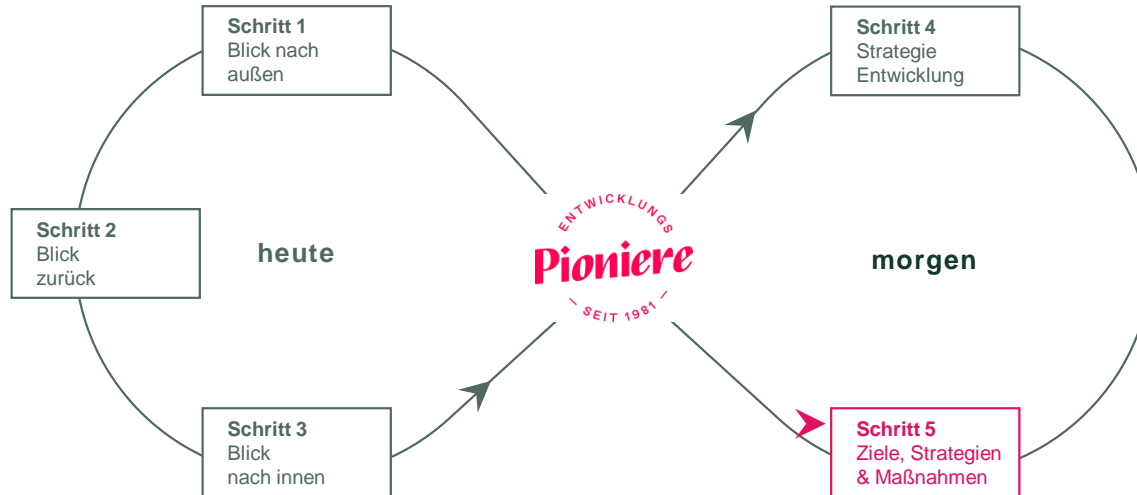 Schritt 1
Blick nach
außen
Schritt 4
Strategie
Entwicklung
Schritt 2
Blick
zurück
heute
ENTWICKLUNGS
Pioniere
— SEIT 1981 —
morgen
Schritt 3
Blick
nach innen
Schritt 5
Ziele, Strategien
& Maßnahmen